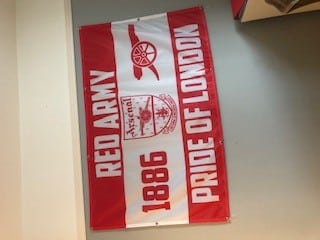 RED ARMY
1886
Arsenal
PRIDE OF LONDON